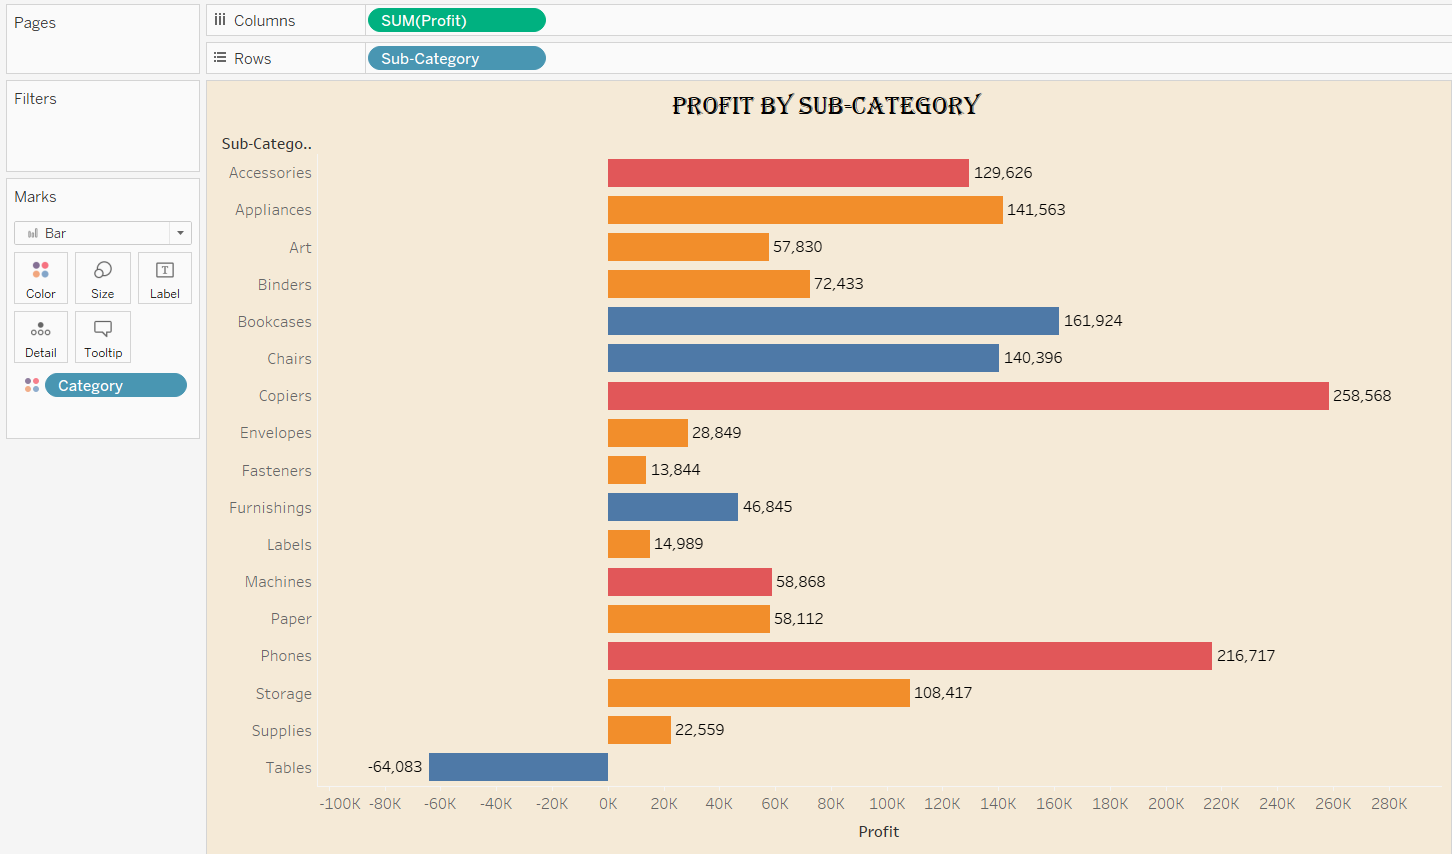 Pages
Columns SUM(Profit)
Rows Sub-Category
Filters
Marks
Bar
Color Size T Label
Detail Tooltip
Category
PROFIT BY SUB-CATEGORY
Sub-Catego..
Accessories 129,626
Appliances 141,563
Art 57,830
Binders 72,433
Bookcases 161,924
Chairs 140,396
Copiers 258,568
Envelopes 28,849
Fasteners 13,844
Furnishings 46,845
Labels 14,989
Machines 58,868
Paper 58,112
Phones 216,717
Storage 108,417
Supplies 22,559
Tables -64,083
-100K -80K -60K -40K -20K 0K 20K 40K 60K 80K 100K 120K 140K 160K 180K 200K 220K 240K 260K 280K
Profit